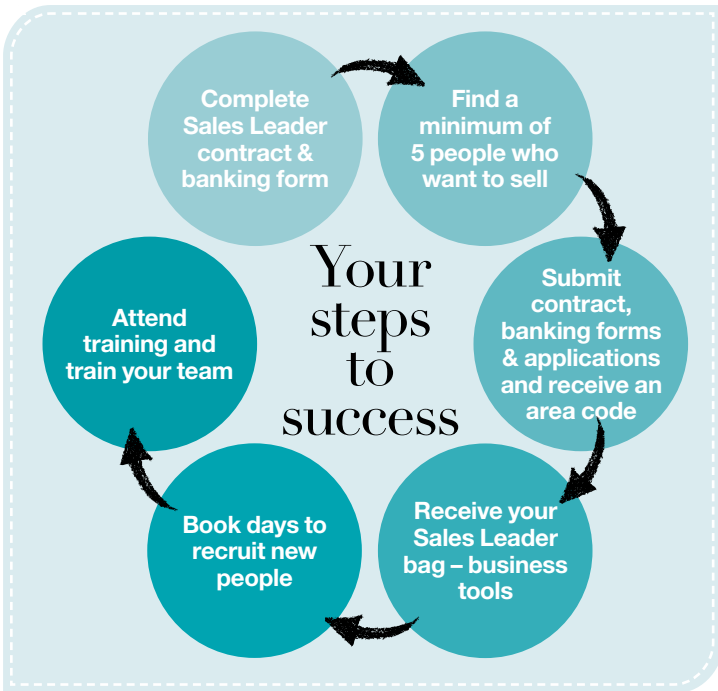 Complete
Sales Leader
contract &
banking form
Find a
minimum of
5 people who
want to sell
Submit
contract,
banking forms
& applications
and receive an
area code
Receive your
Sales Leader
bag – business
tools
Book days to
recruit new
people
Attend
training and
train your team
Your
steps
to
success